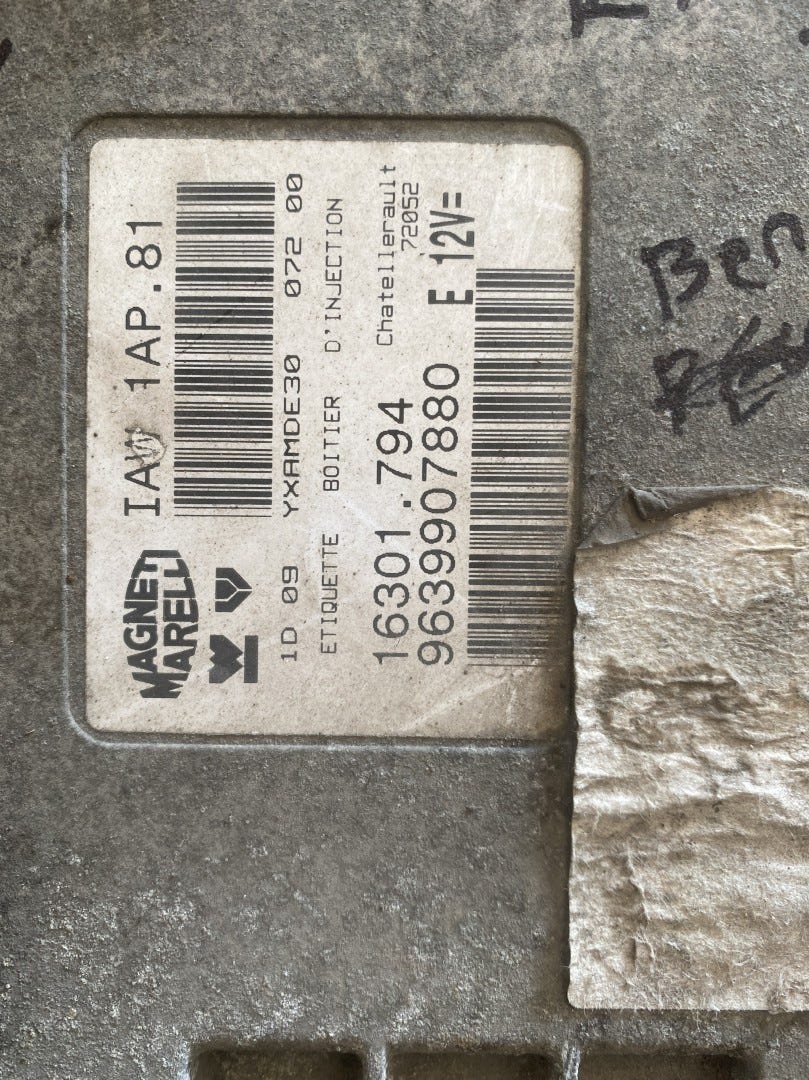 MAGNETI
MARELLI
IAW 1AP.81
1D 09 YXAMDE30 072 00
ETIQUETTE BOITIER D'INJECTION
16301.794
Chatellerault
72052
9639907880 E 12V=
Ben